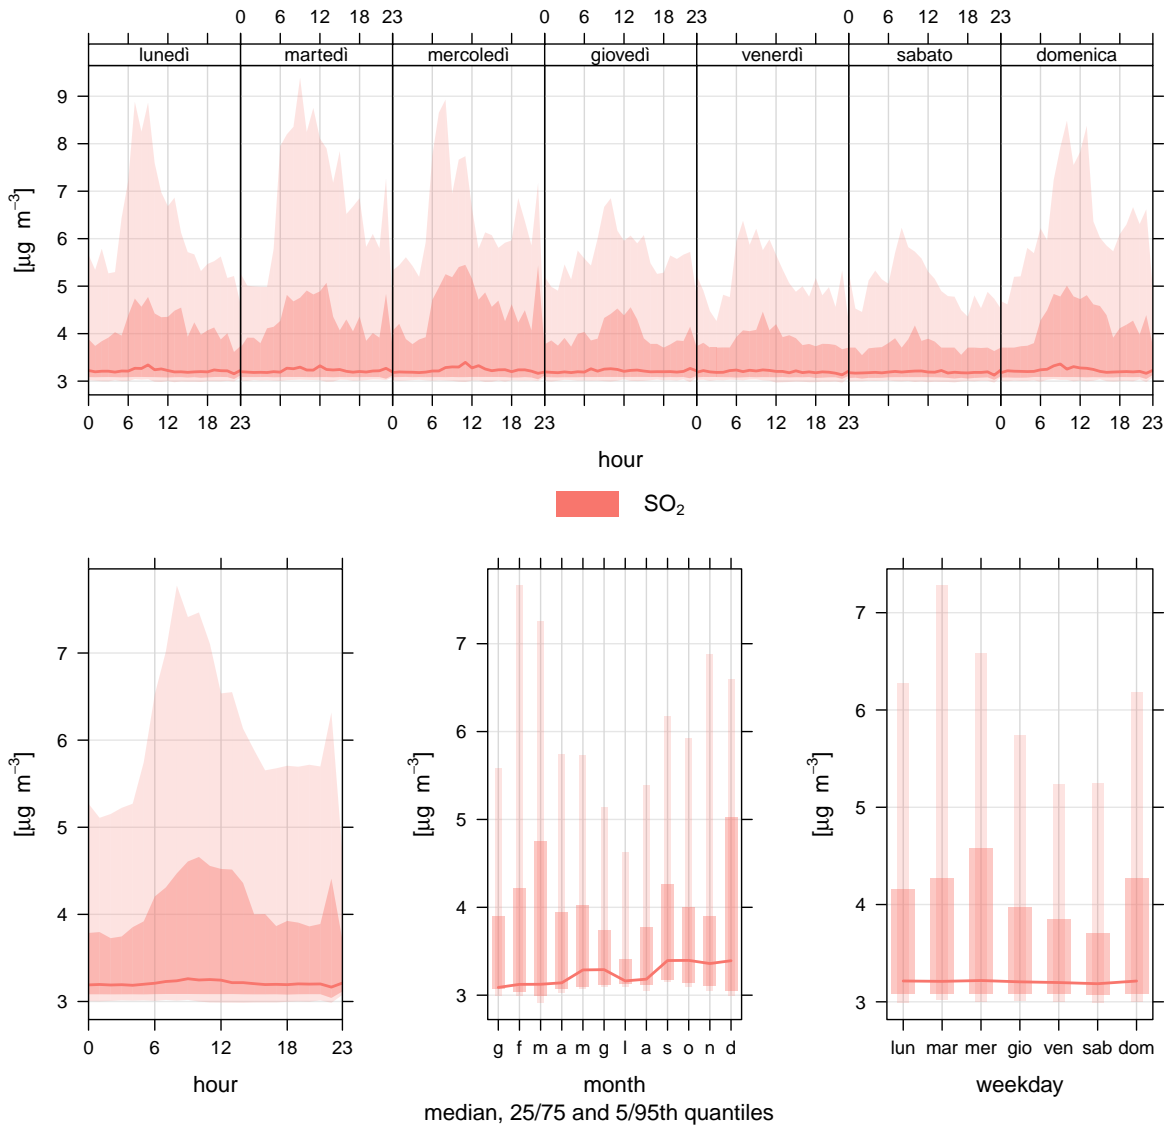 0 6 12 18 23 0 6 12 18 23 0 6 12 18 23
lunedì martedì mercoledì giovedì venerdì sabato domenica
9
8
7
6
5
4
3
[µg m⁻³]
0 6 12 18 23 0 6 12 18 23 0 6 12 18 23 0 6 12 18 23
hour
SO₂
7
6
5
4
3
[µg m⁻³]
0 6 12 18 23
hour
7
6
5
4
3
[µg m⁻³]
g f m a m g l a s o n d
month
7
6
5
4
3
[µg m⁻³]
lun mar mer gio ven sab dom
weekday
median, 25/75 and 5/95th quantiles